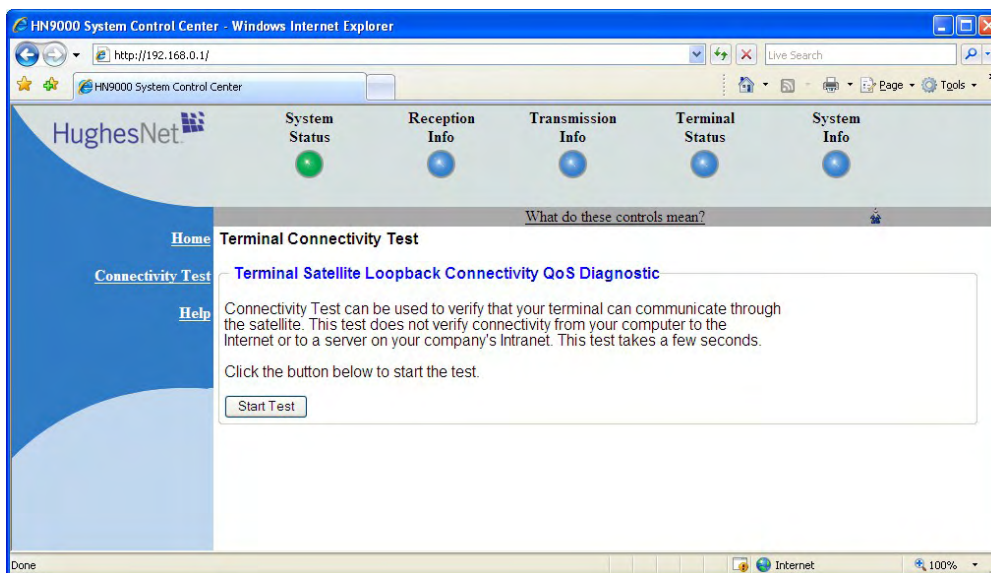 HN9000 System Control Center - Windows Internet Explorer
http://192.168.0.1/
Live Search
HN9000 System Control Center
Page
Tools
HughesNet.
System Status
Reception Info
Transmission Info
Terminal Status
System Info
What do these controls mean?
Home
Connectivity Test
Help
Terminal Connectivity Test
Terminal Satellite Loopback Connectivity QoS Diagnostic
Connectivity Test can be used to verify that your terminal can communicate through
the satellite. This test does not verify connectivity from your computer to the
Internet or to a server on your company's Intranet. This test takes a few seconds.
Click the button below to start the test.
Start Test
Done
Internet
100%